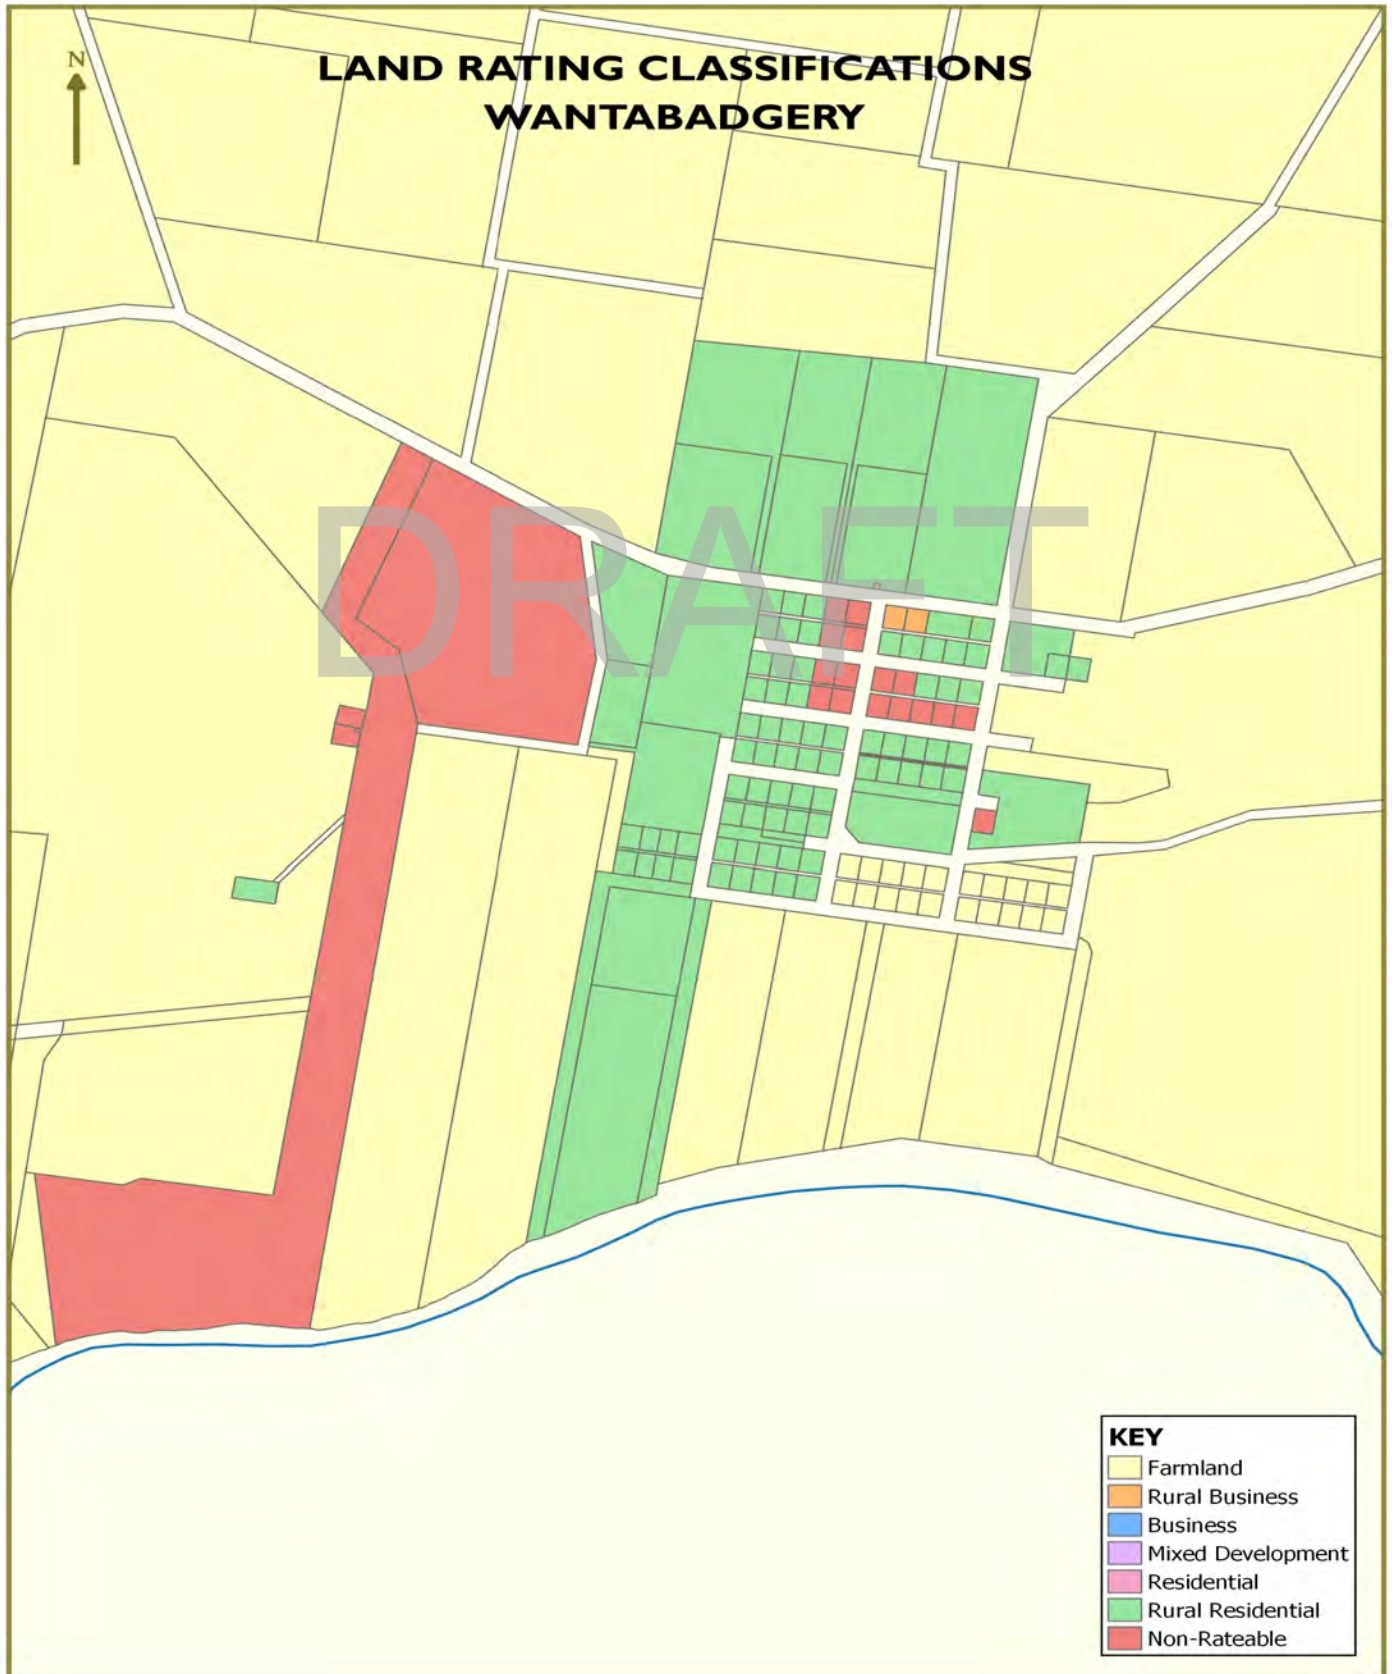 N
LAND RATING CLASSIFICATIONS
WANTABADGERY
DRAFT
KEY
Farmland
Rural Business
Business
Mixed Development
Residential
Rural Residential
Non-Rateable